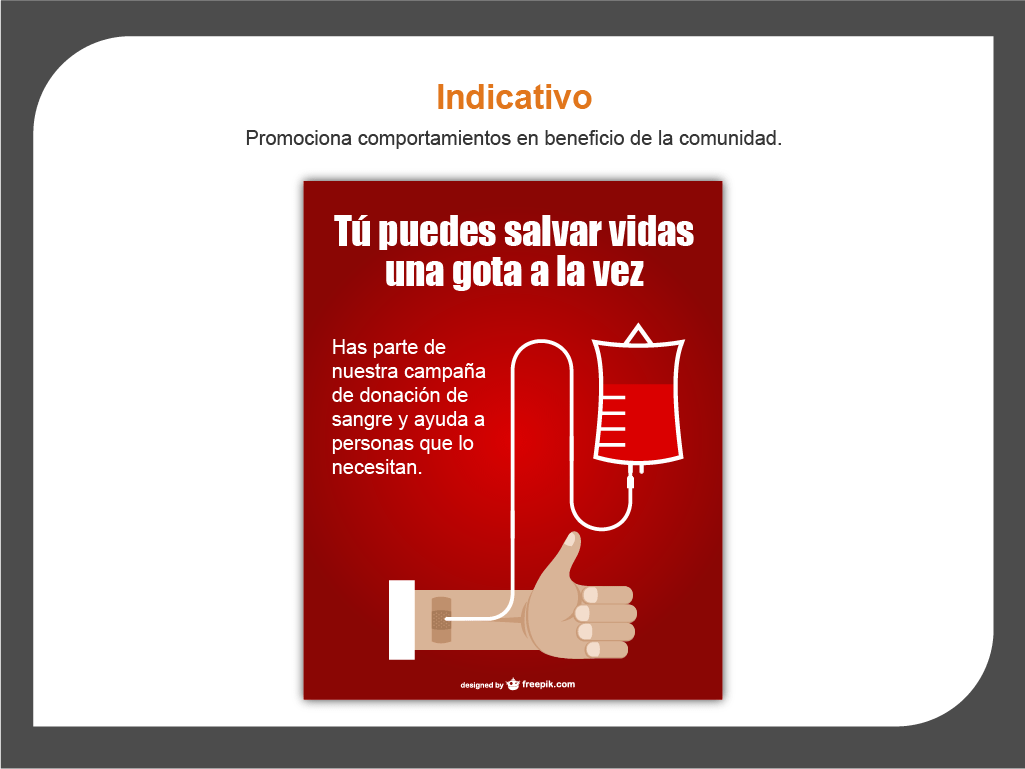 Indicativo
Promociona comportamientos en beneficio de la comunidad.
Tú puedes salvar vidas
una gota a la vez
Has parte de
nuestra campaña
de donación de
sangre y ayuda a
personas que lo
necesitan.
designed by freepik.com